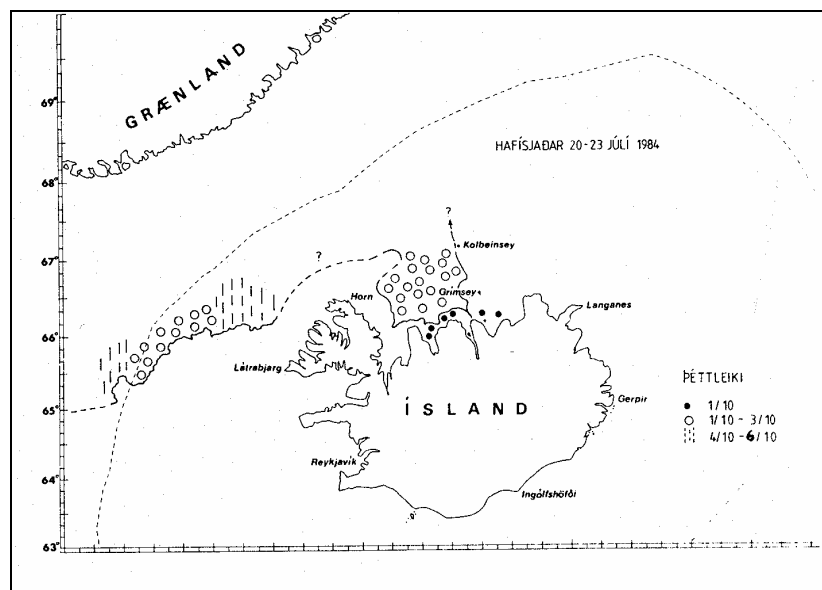 GRÆNLAND
69°
HAFÍSJAÐAR 20-23 JÚLÍ 1984
68°
?
Kolbeinsey
?
67°
Grímsey
Horn
Langanes
66°
Látrabjarg
ÞÉTTLEIKI
65°
ÍSLAND
Gerpir
1/10
1/10 - 3/10
4/10 - 6/10
Reykjavík
64°
Ingólfshöfði
63°